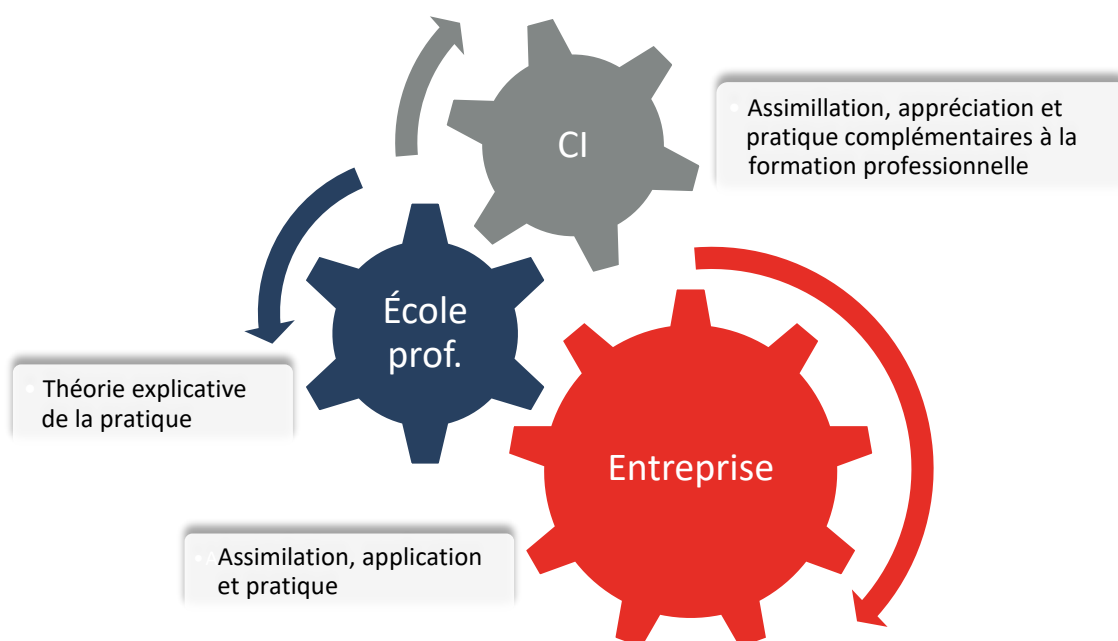 CI
• Assimillation, appréciation et
pratique complémentaires à la
formation professionnelle
École
prof.
• Théorie explicative
de la pratique
Entreprise
• Assimilation, application
et pratique